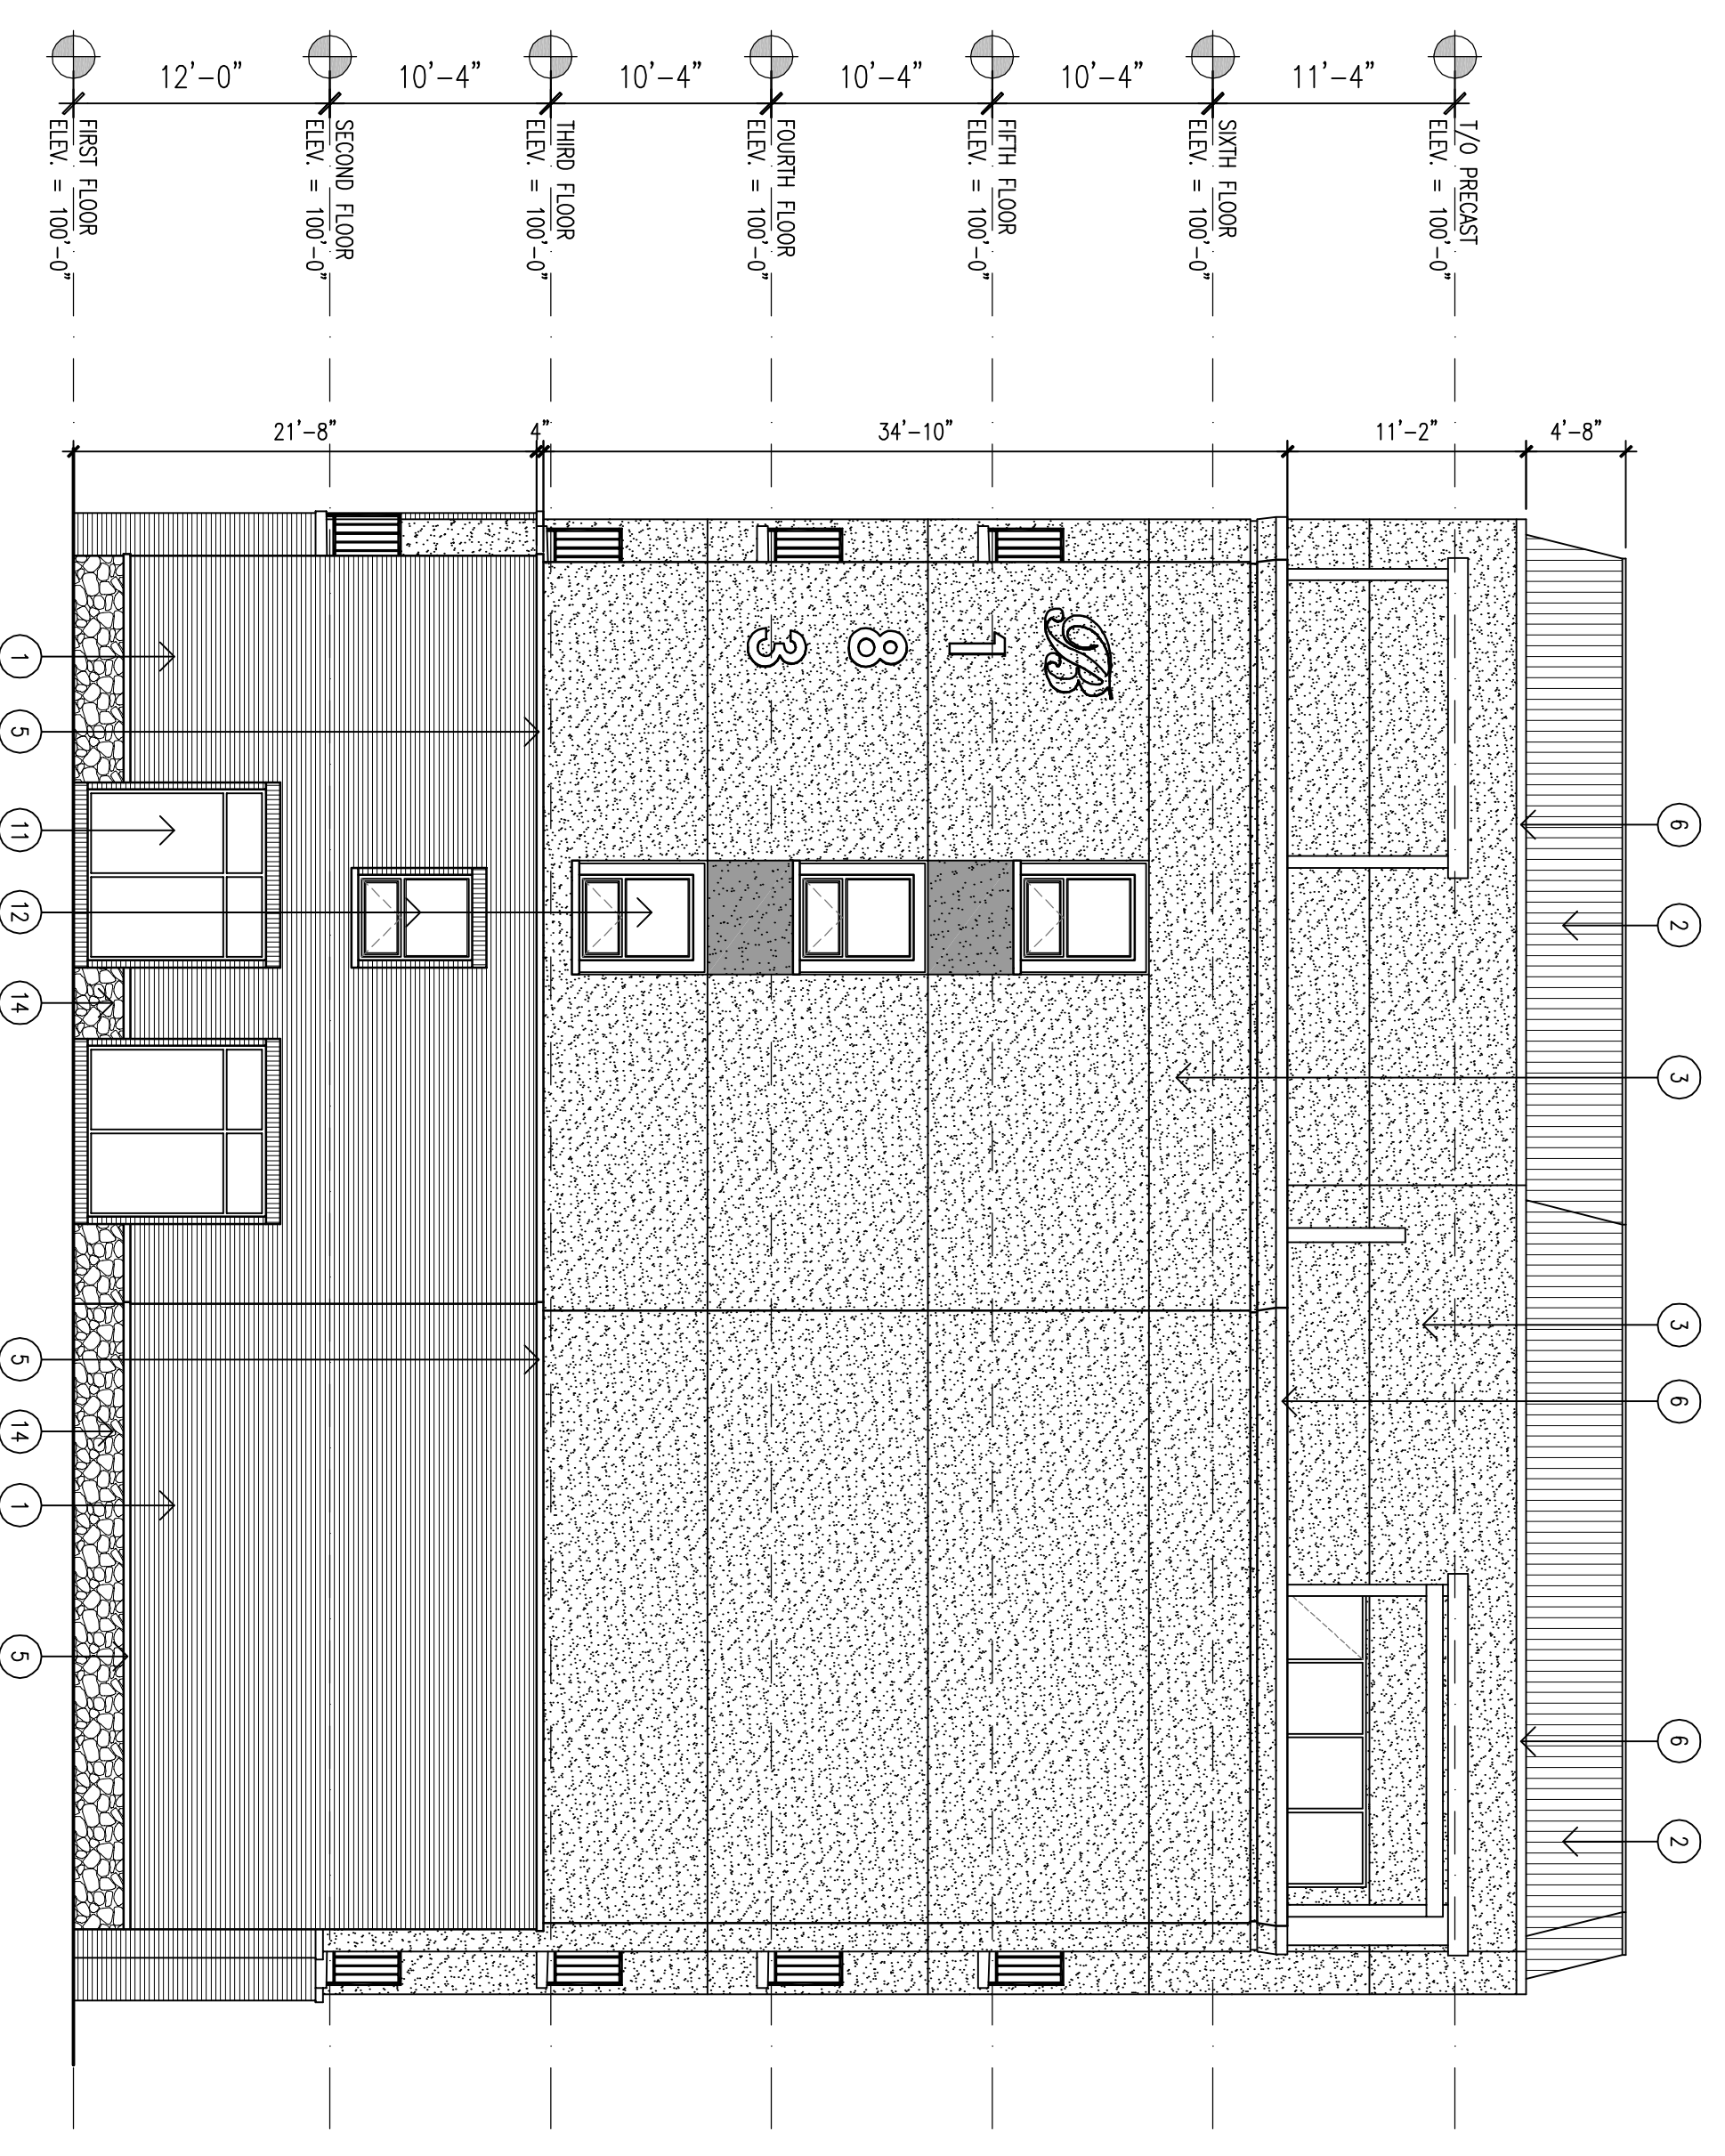 6
2
3
3
6
6
2
T/O PRECAST
ELEV. = 100'-0"
11'-4"
SIXTH FLOOR
ELEV. = 100'-0"
10'-4"
FIFTH FLOOR
ELEV. = 100'-0"
10'-4"
FOURTH FLOOR
ELEV. = 100'-0"
10'-4"
THIRD FLOOR
ELEV. = 100'-0"
10'-4"
SECOND FLOOR
ELEV. = 100'-0"
12'-0"
FIRST FLOOR
ELEV. = 100'-0"
4'-8"
11'-2"
34'-10"
4"
21'-8"
1
8
3
1
5
11
12
14
5
14
1
5